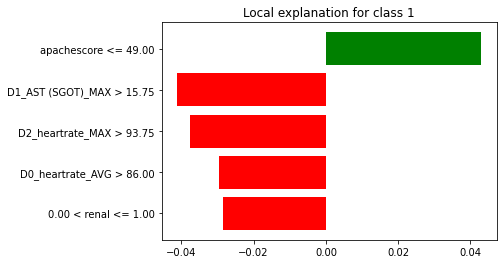 Local explanation for class 1
apachescore <= 49.00
D1_AST (SGOT)_MAX > 15.75
D2_heartrate_MAX > 93.75
D0_heartrate_AVG > 86.00
0.00 < renal <= 1.00
−0.04 −0.02 0.00 0.02 0.04